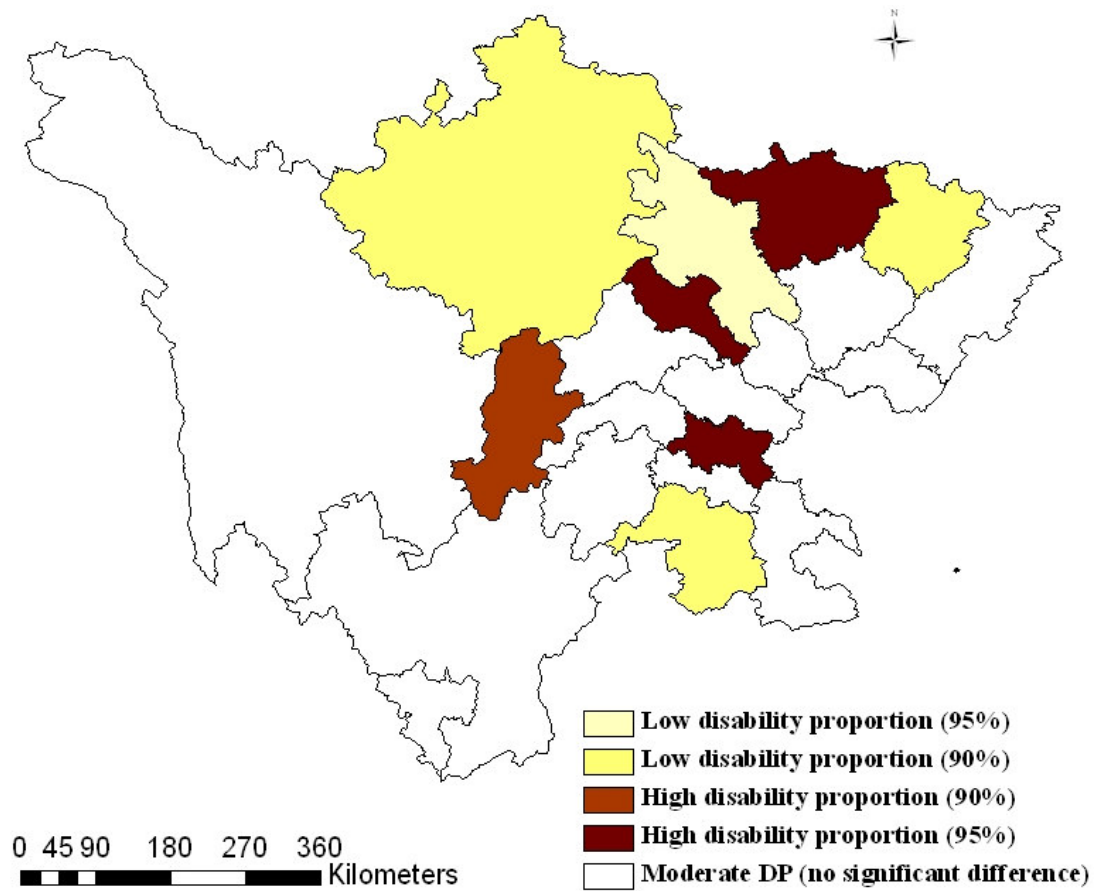 N
Low disability proportion (95%)
Low disability proportion (90%)
High disability proportion (90%)
High disability proportion (95%)
Moderate DP (no significant difference)
0 45 90 180 270 360
Kilometers